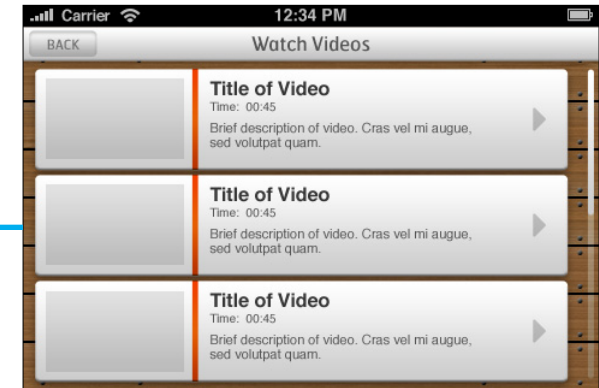 Carrier
12:34 PM
BACK
Watch Videos
Title of Video
Time: 00:45
Brief description of video. Cras vel mi augue,
sed volutpat quam.
Title of Video
Time: 00:45
Brief description of video. Cras vel mi augue,
sed volutpat quam.
Title of Video
Time: 00:45
Brief description of video. Cras vel mi augue,
sed volutpat quam.